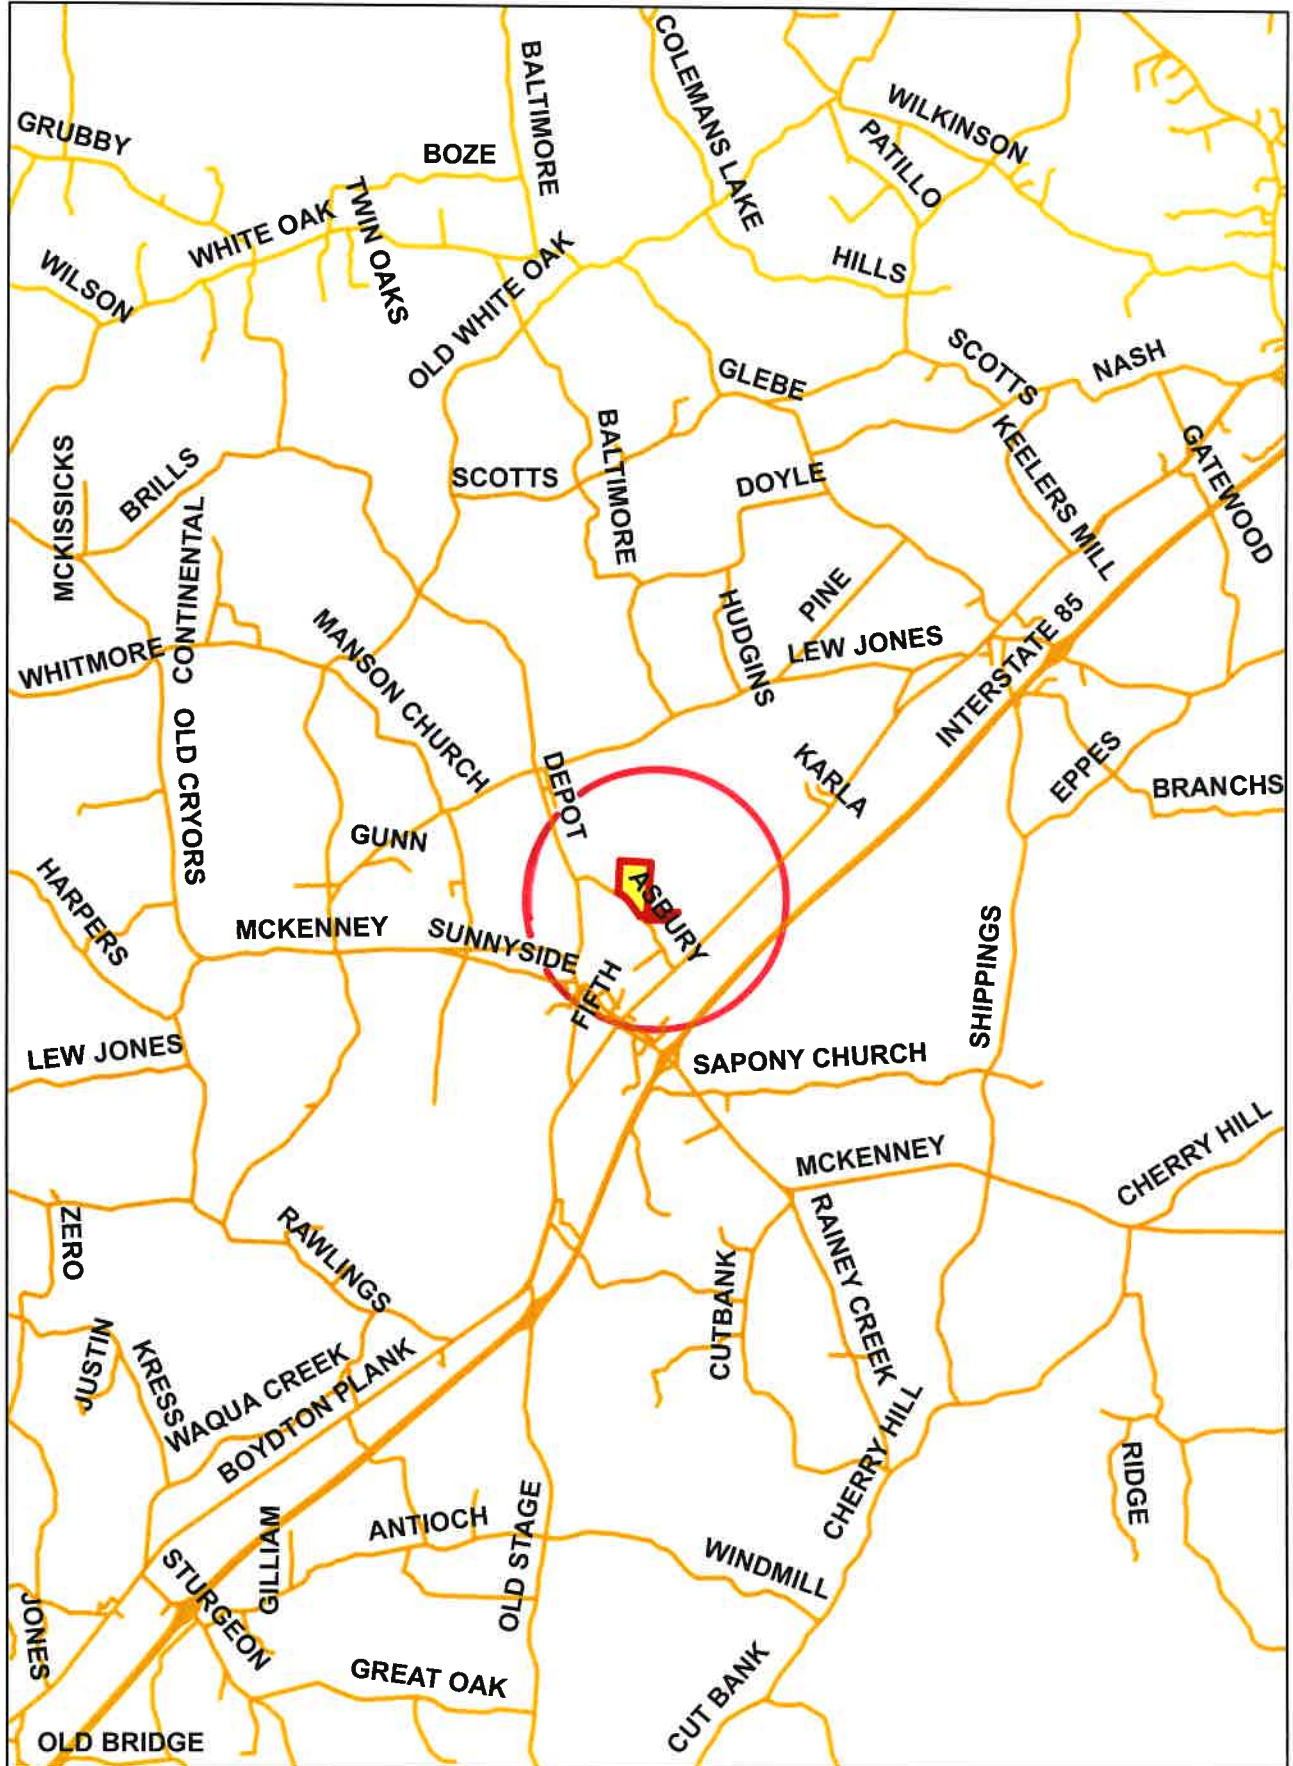 BALTIMORE
COLEMANS LAKE
WILKINSON
GRUBBY
BOZE
PATILLO
TWIN OAKS
WHITE OAK
WILSON
OLD WHITE OAK
HILLS
SCOTTS
NASH
GLEBE
KEELERS MILL
GATEWOOD
MCKISSICKS
BRILLS
BALTIMORE
SCOTTS
DOYLE
CONTINENTAL
PINE
HUDGINS
MANSON CHURCH
WHITMORE
LEW JONES
INTERSTATE 85
OLD CRYORS
DEPOT
KARLA
EPPES
BRANCHS
GUNN
HARPERS
ASBURY
MCKENNEY
SUNNYSIDE
FIFTH
SHIPPINGS
LEW JONES
SAPONY CHURCH
MCKENNEY
CHERRY HILL
ZERO
RAWLINGS
RAINEY CREEK
CUTBANK
JUSTIN
KRESS
WAQUA CREEK
BOYDTON PLANK
CHERRY HILL
RIDGE
GILLIAM
ANTIOCH
OLD STAGE
WINDMILL
STURGEON
JONES
GREAT OAK
CUT BANK
OLD BRIDGE